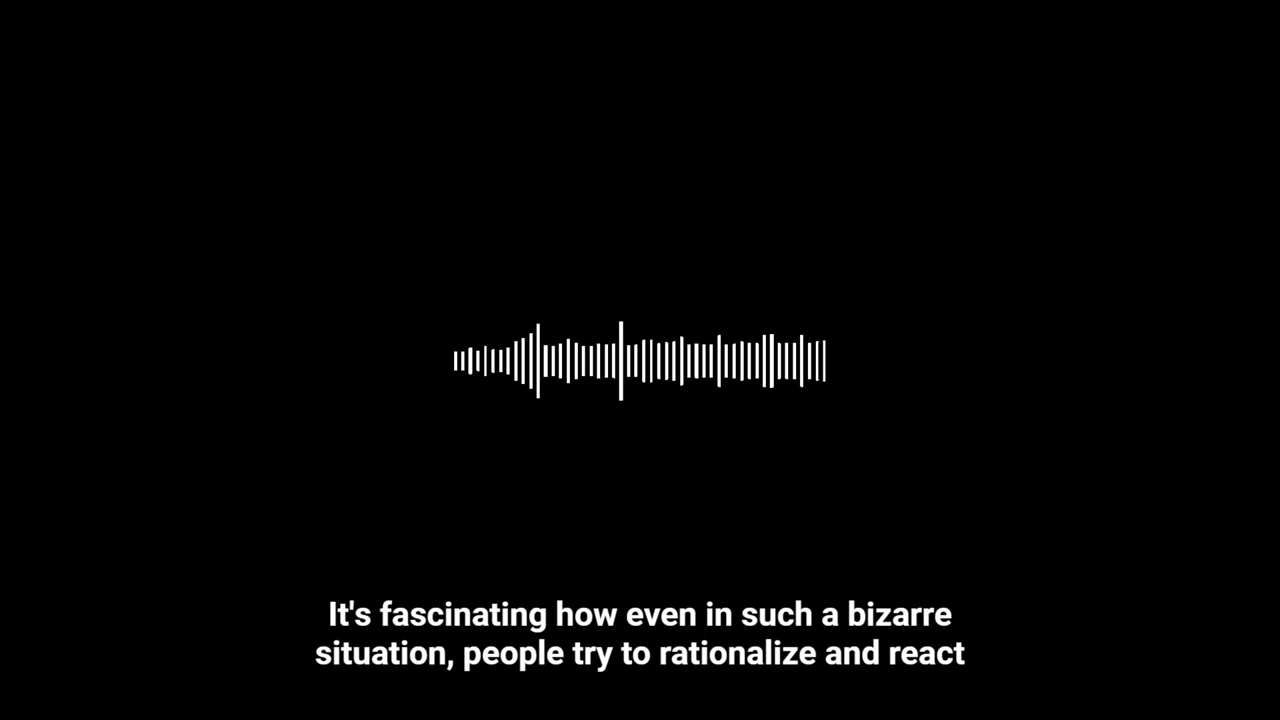 It's fascinating how even in such a bizarre
situation, people try to rationalize and react